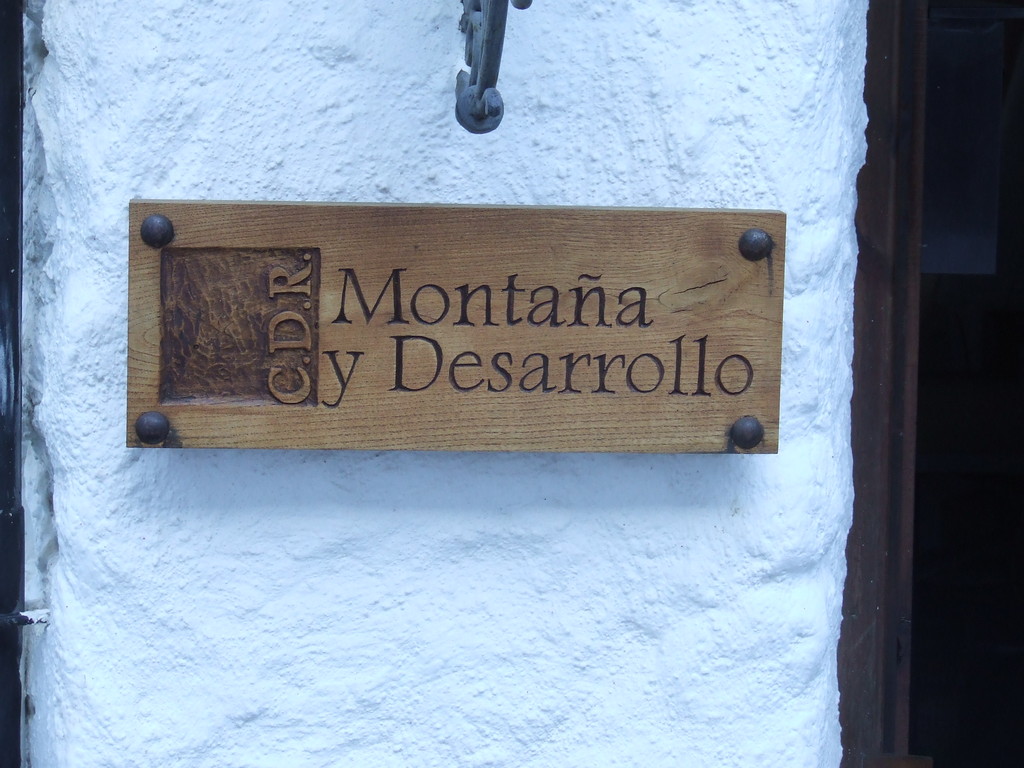 C.D.R.
Montaña
y Desarrollo